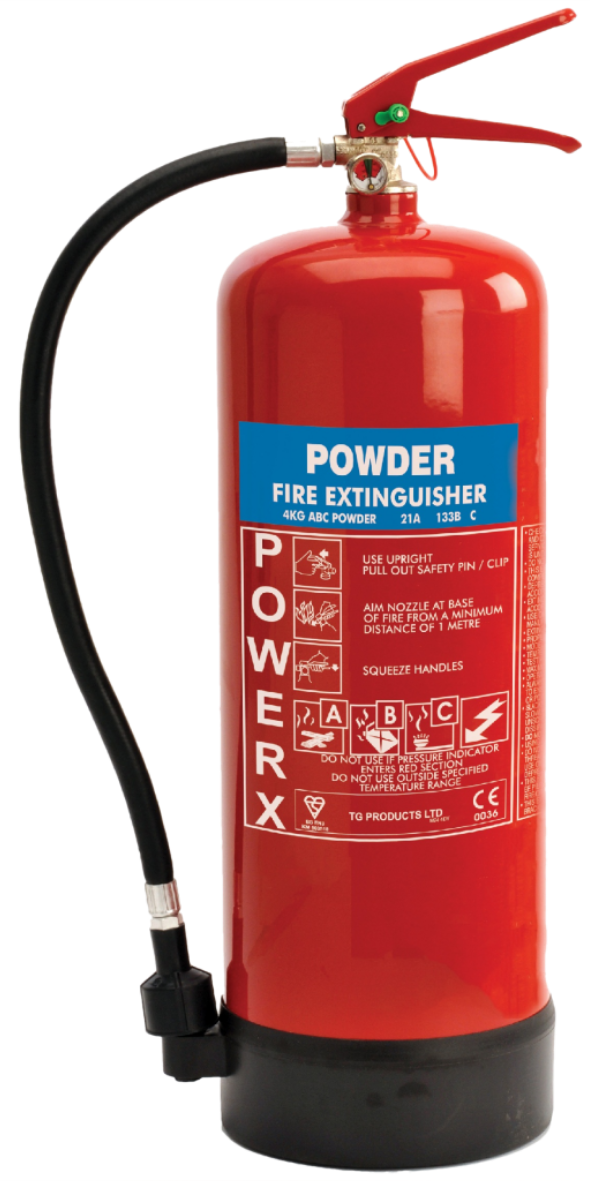 POWDER
FIRE EXTINGUISHER
4KG ABC POWDER 21A 133B C
POWERX
USE UPRIGHT
PULL OUT SAFETY PIN / CLIP
AIM NOZZLE AT BASE
OF FIRE FROM A MINIMUM
DISTANCE OF 1 METRE
SQUEEZE HANDLES
A B C
DO NOT USE IF PRESSURE INDICATOR
ENTERS RED SECTION
DO NOT USE OUTSIDE SPECIFIED
TEMPERATURE RANGE
TG PRODUCTS LTD
CE
0036